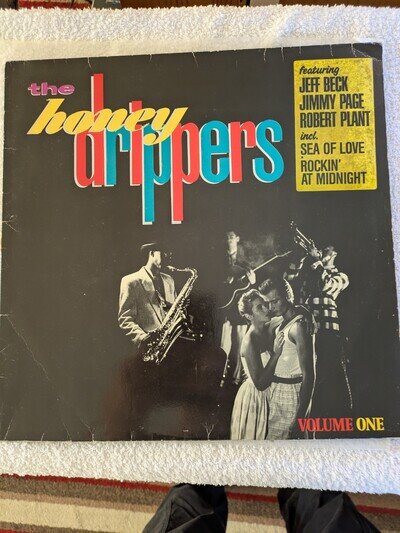 the
honey
drippers
featuring
JEFF BECK
JIMMY PAGE
ROBERT PLANT
incl.
SEA OF LOVE
ROCKIN'
AT MIDNIGHT
VOLUME ONE